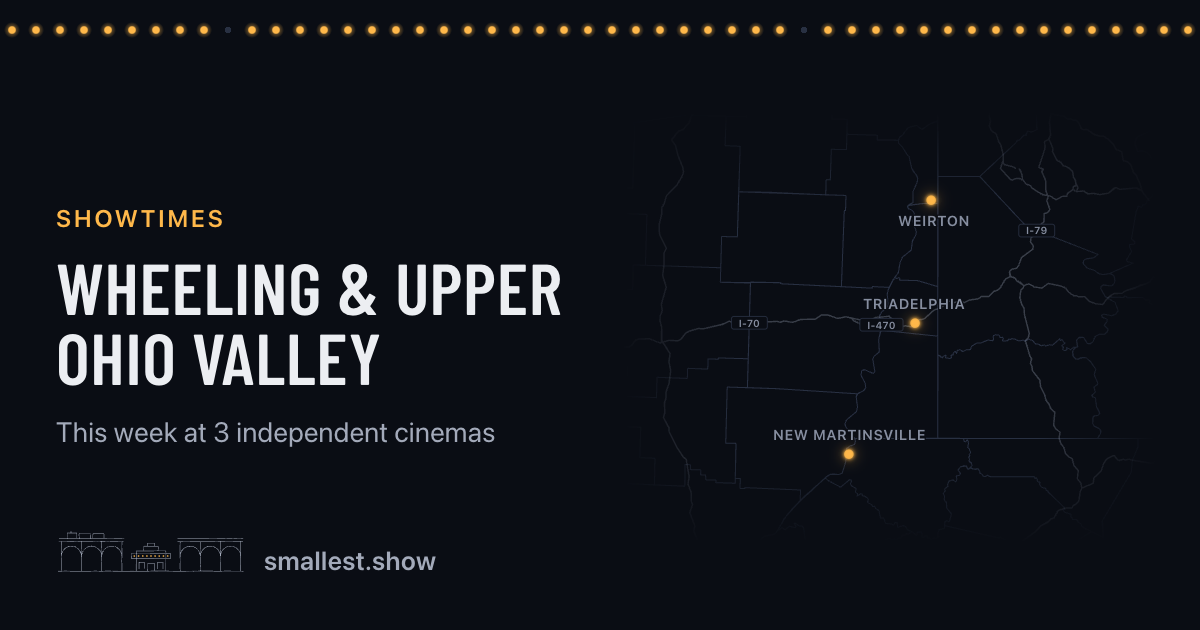 SHOWTIMES
WHEELING & UPPER
OHIO VALLEY
This week at 3 independent cinemas
smallest.show
WEIRTON
I-79
TRIADELPHIA
I-70
I-470
NEW MARTINSVILLE